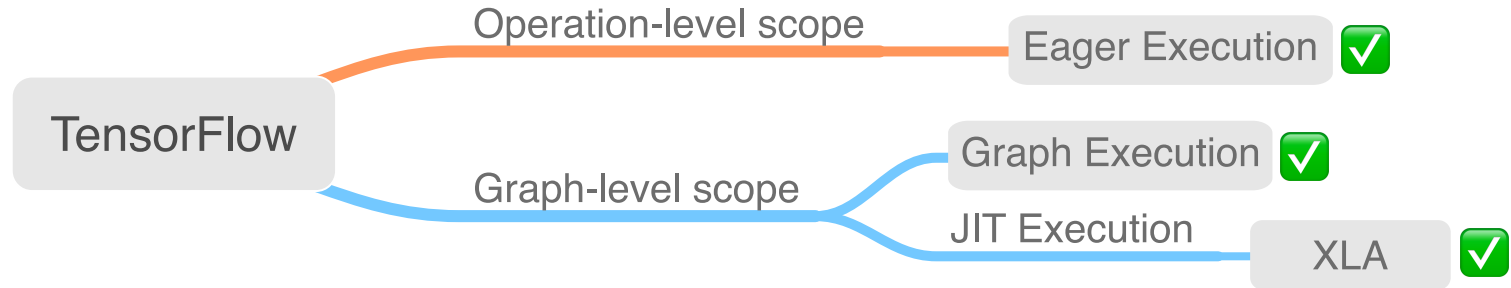 Operation-level scope
Eager Execution ✅
TensorFlow
Graph Execution ✅
Graph-level scope
JIT Execution
XLA ✅